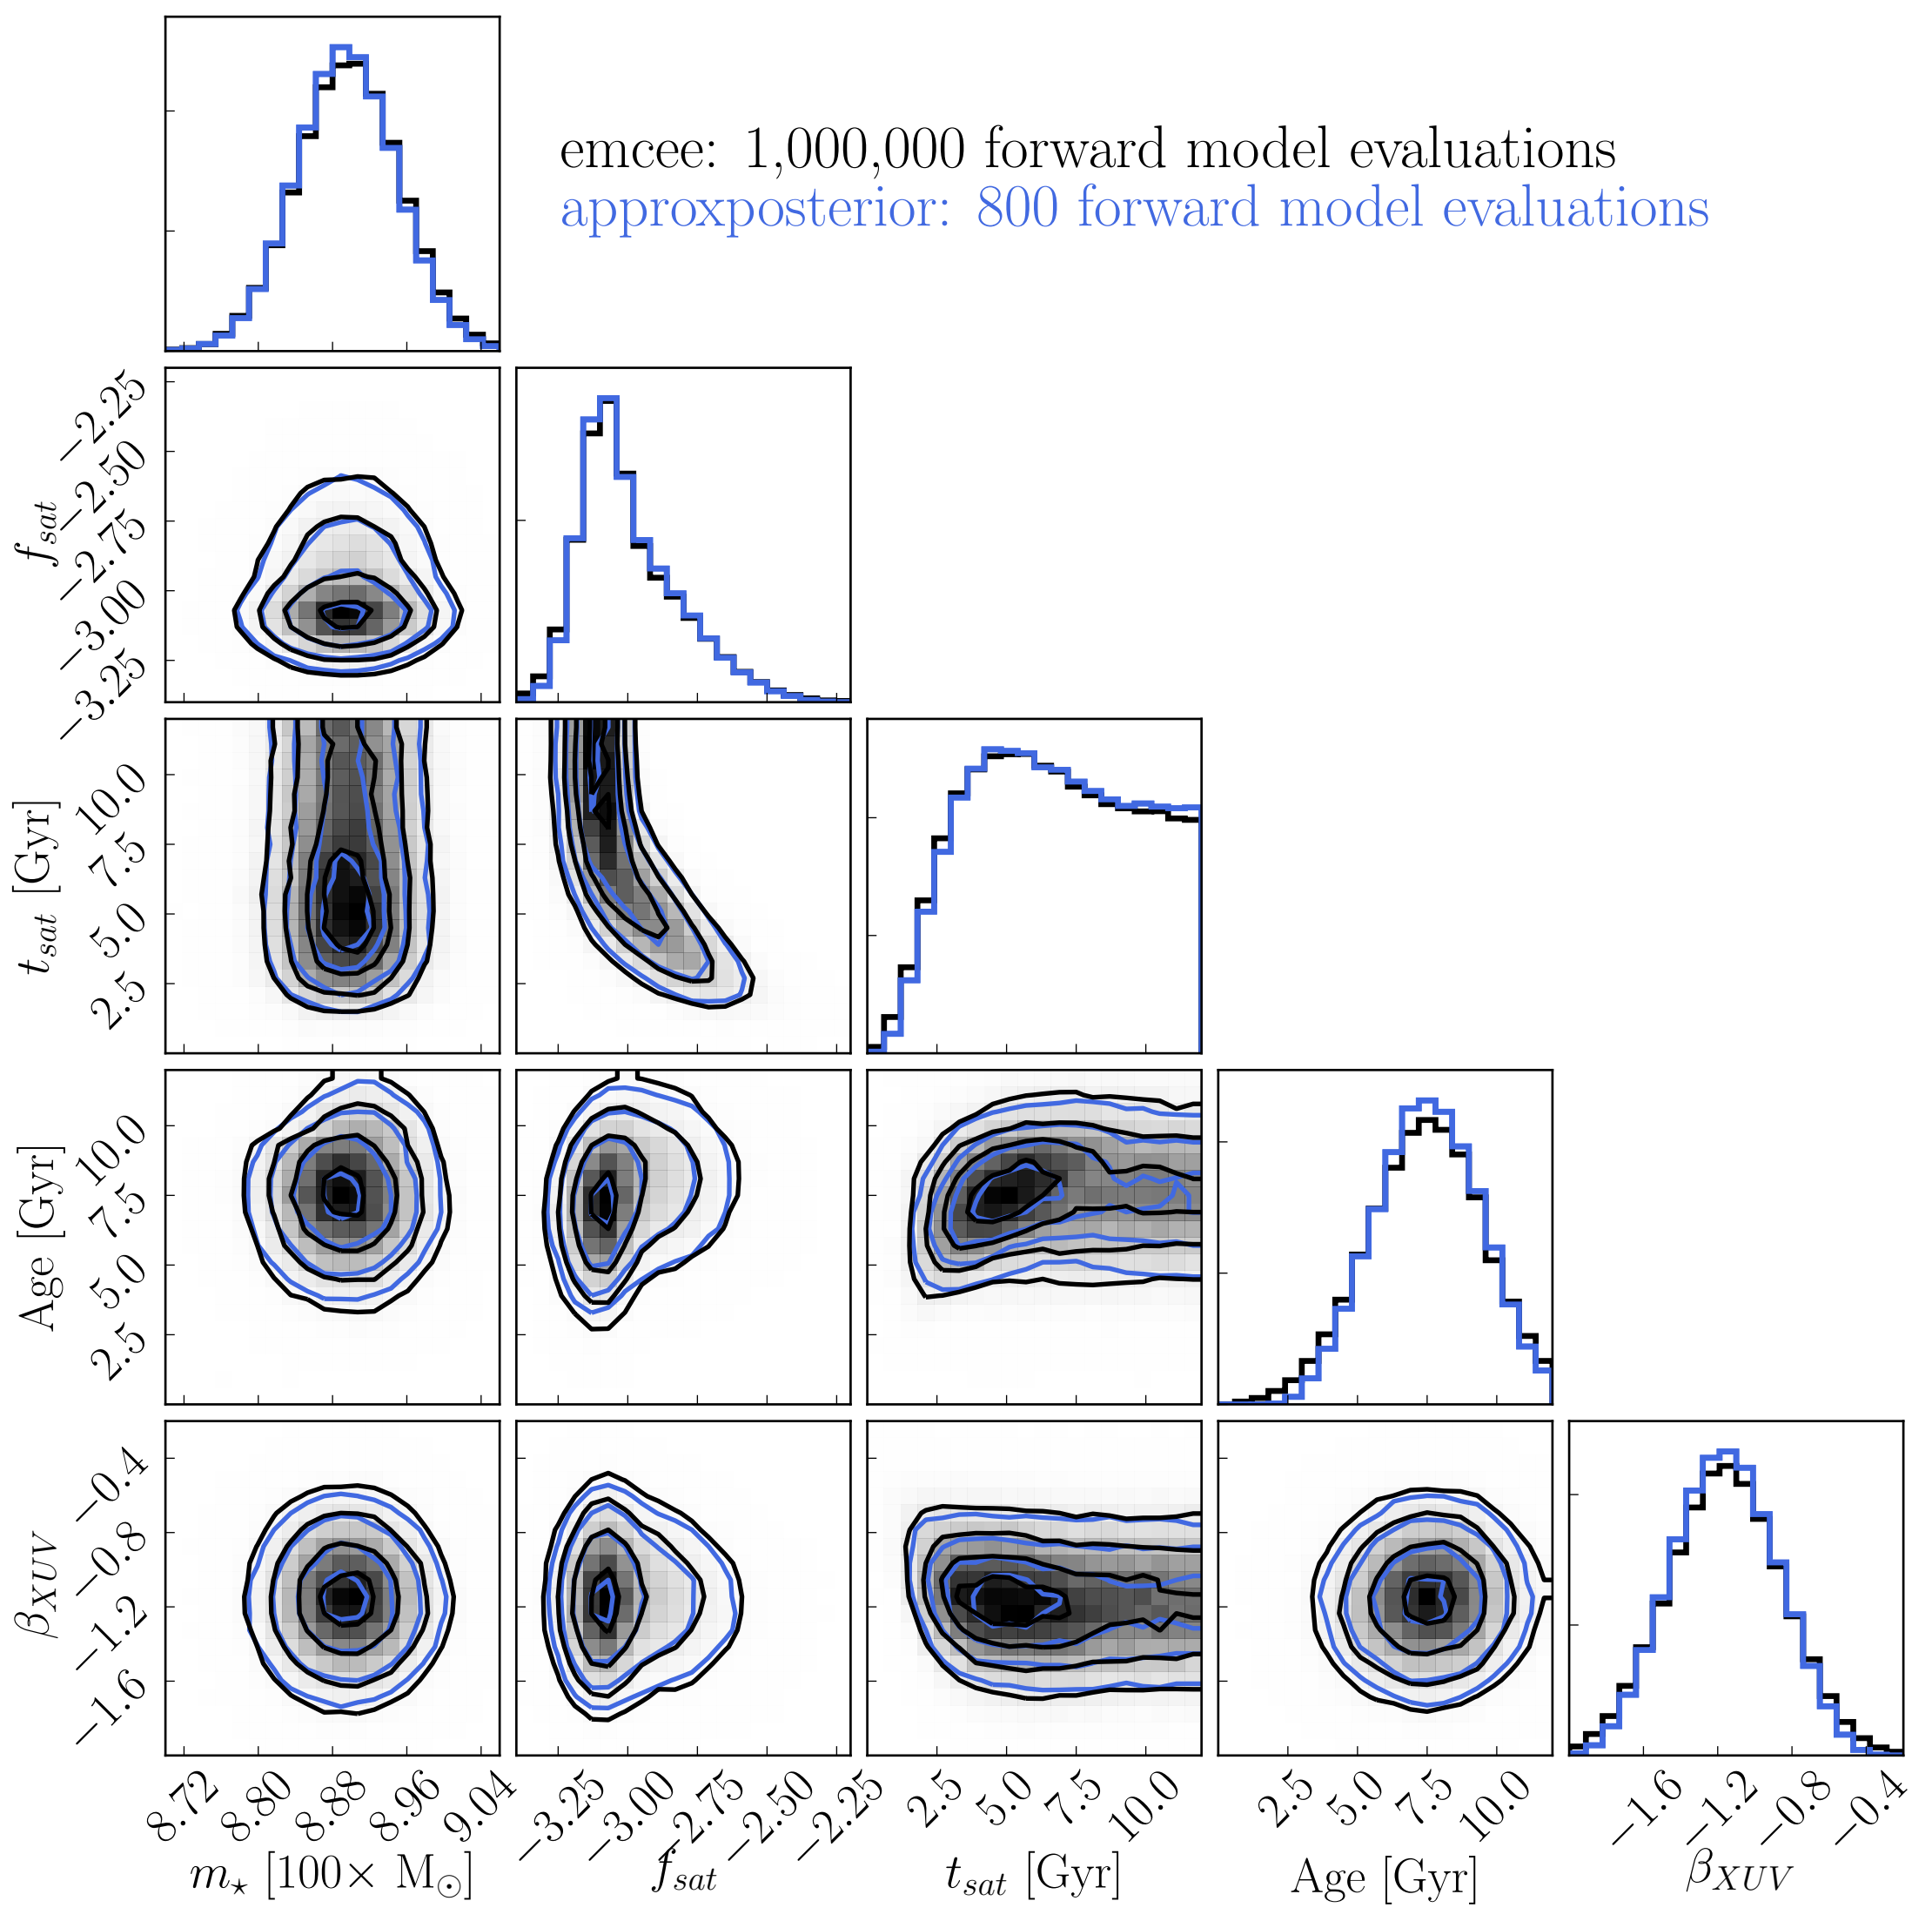 emcee: 1,000,000 forward model evaluations
approxposterior: 800 forward model evaluations
−2.25
−2.50
−2.75
−3.00
−3.25
f_sat
10.0
7.5
5.0
2.5
t_sat [Gyr]
10.0
7.5
5.0
2.5
Age [Gyr]
−0.4
−0.8
−1.2
−1.6
β_XUV
8.72 8.80 8.88 8.96 9.04 −3.25 −3.00 −2.75 −2.50 −2.25 2.5 5.0 7.5 10.0 2.5 5.0 7.5 10.0 −1.6 −1.2 −0.8 −0.4
m⋆ [100× M⊙] f_sat t_sat [Gyr] Age [Gyr] β_XUV